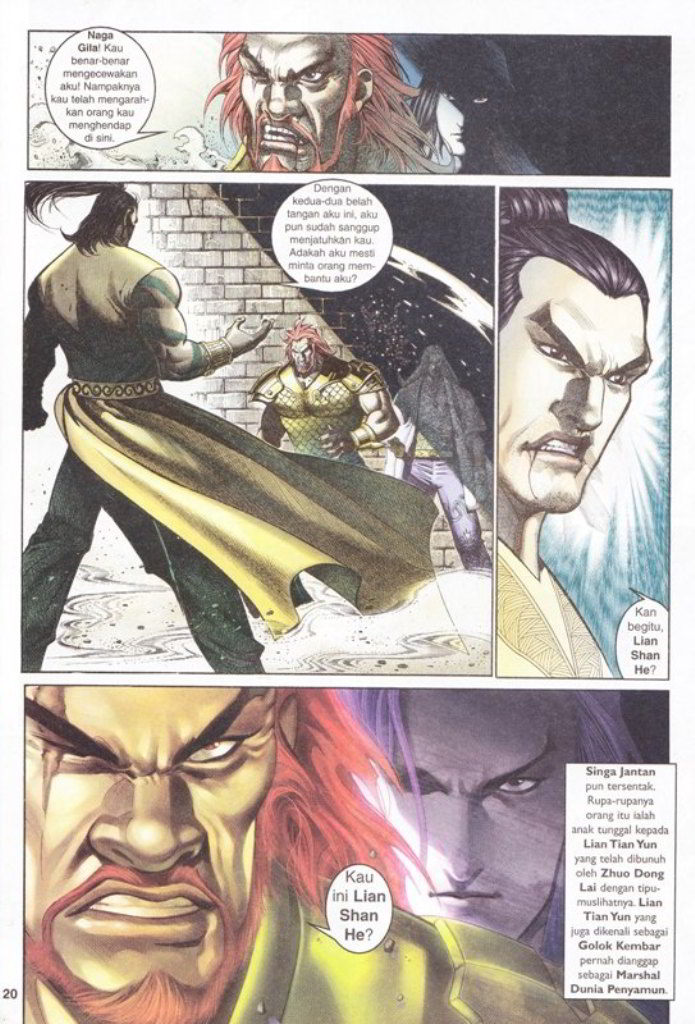 Naga
Gila! Kau
benar-benar
mengecewakan
aku! Nampaknya
kau telah mengarah-
kan orang kau
menghendap
di sini.
Dengan
kedua-dua belah
tangan aku ini, aku
pun sudah sanggup
menjatuhkan kau.
Adakah aku mesti
minta orang mem-
bantu aku?
Kan
begitu,
Lian
Shan
He?
Kau
ini Lian
Shan
He?
Singa Jantan
pun tersentak.
Rupa-rupanya
orang itu ialah
anak tunggal kepada
Lian Tian Yun
yang telah dibunuh
oleh Zhuo Dong
Lai dengan tipu-
muslihatnya. Lian
Tian Yun yang
juga dikenali sebagai
Golok Kembar
pernah dianggap
sebagai Marshal
Dunia Penyamun.
20